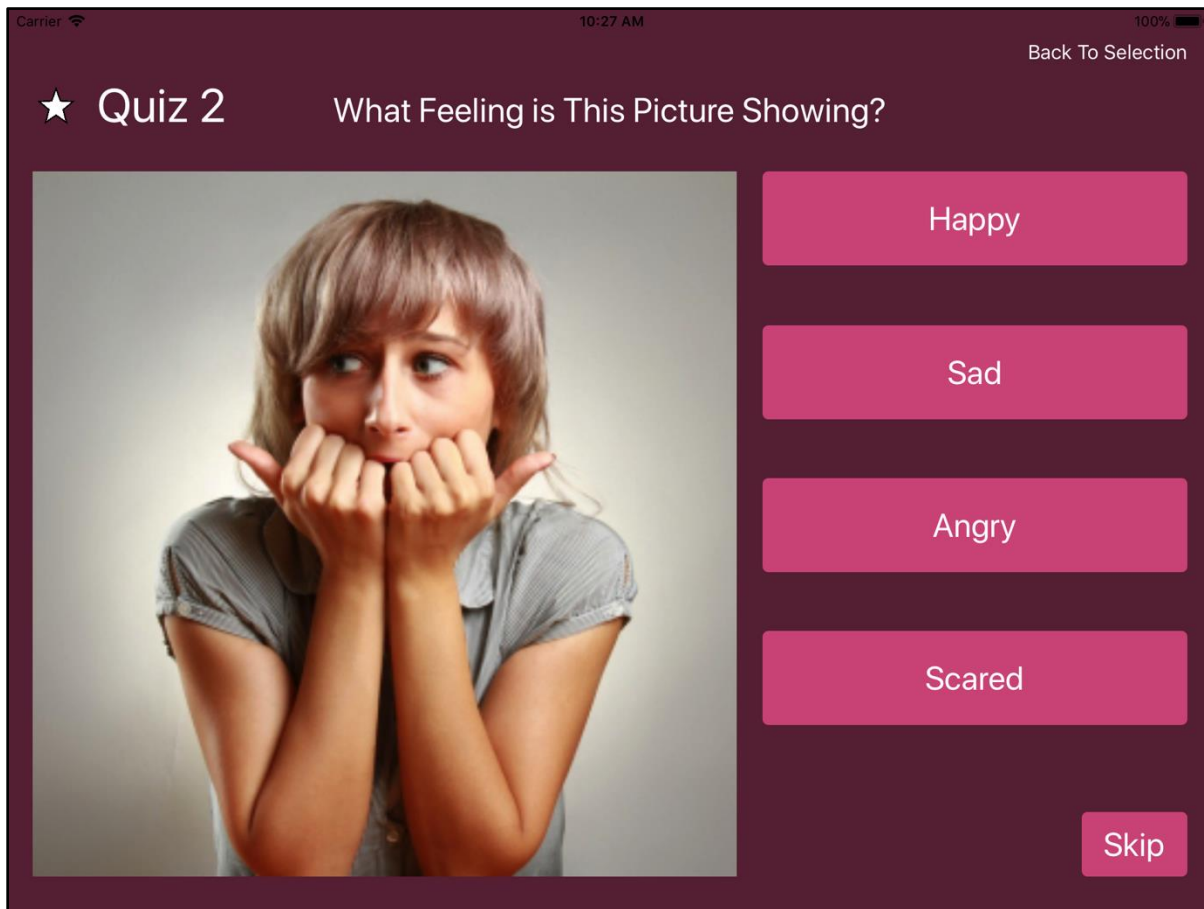 Carrier 10:27 AM 100%
Back To Selection
Quiz 2 What Feeling is This Picture Showing?
Happy
Sad
Angry
Scared
Skip